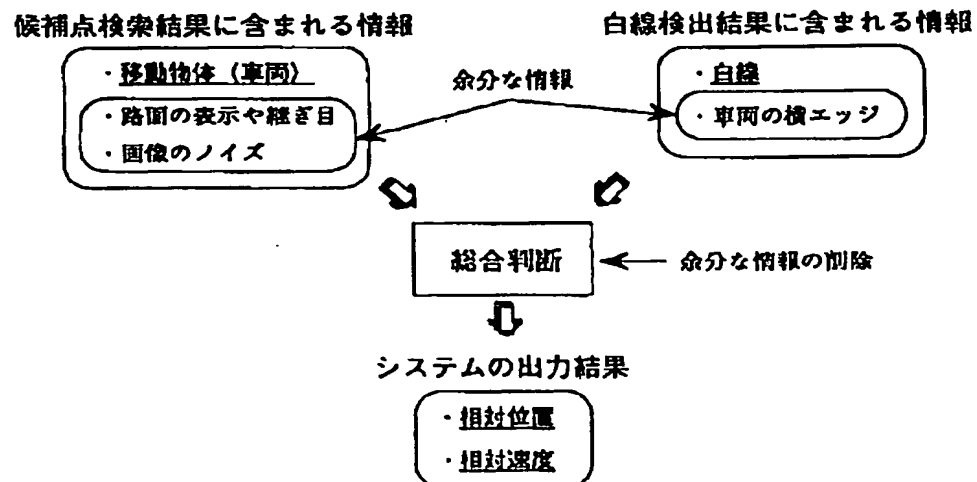 候補点検索結果に含まれる情報
・移動物体（車両）
・路面の表示や継ぎ目
・画像のノイズ
余分な情報
白線検出結果に含まれる情報
・白線
・車両の横エッジ
総合判断
余分な情報の削除
システムの出力結果
・相対位置
・相対速度